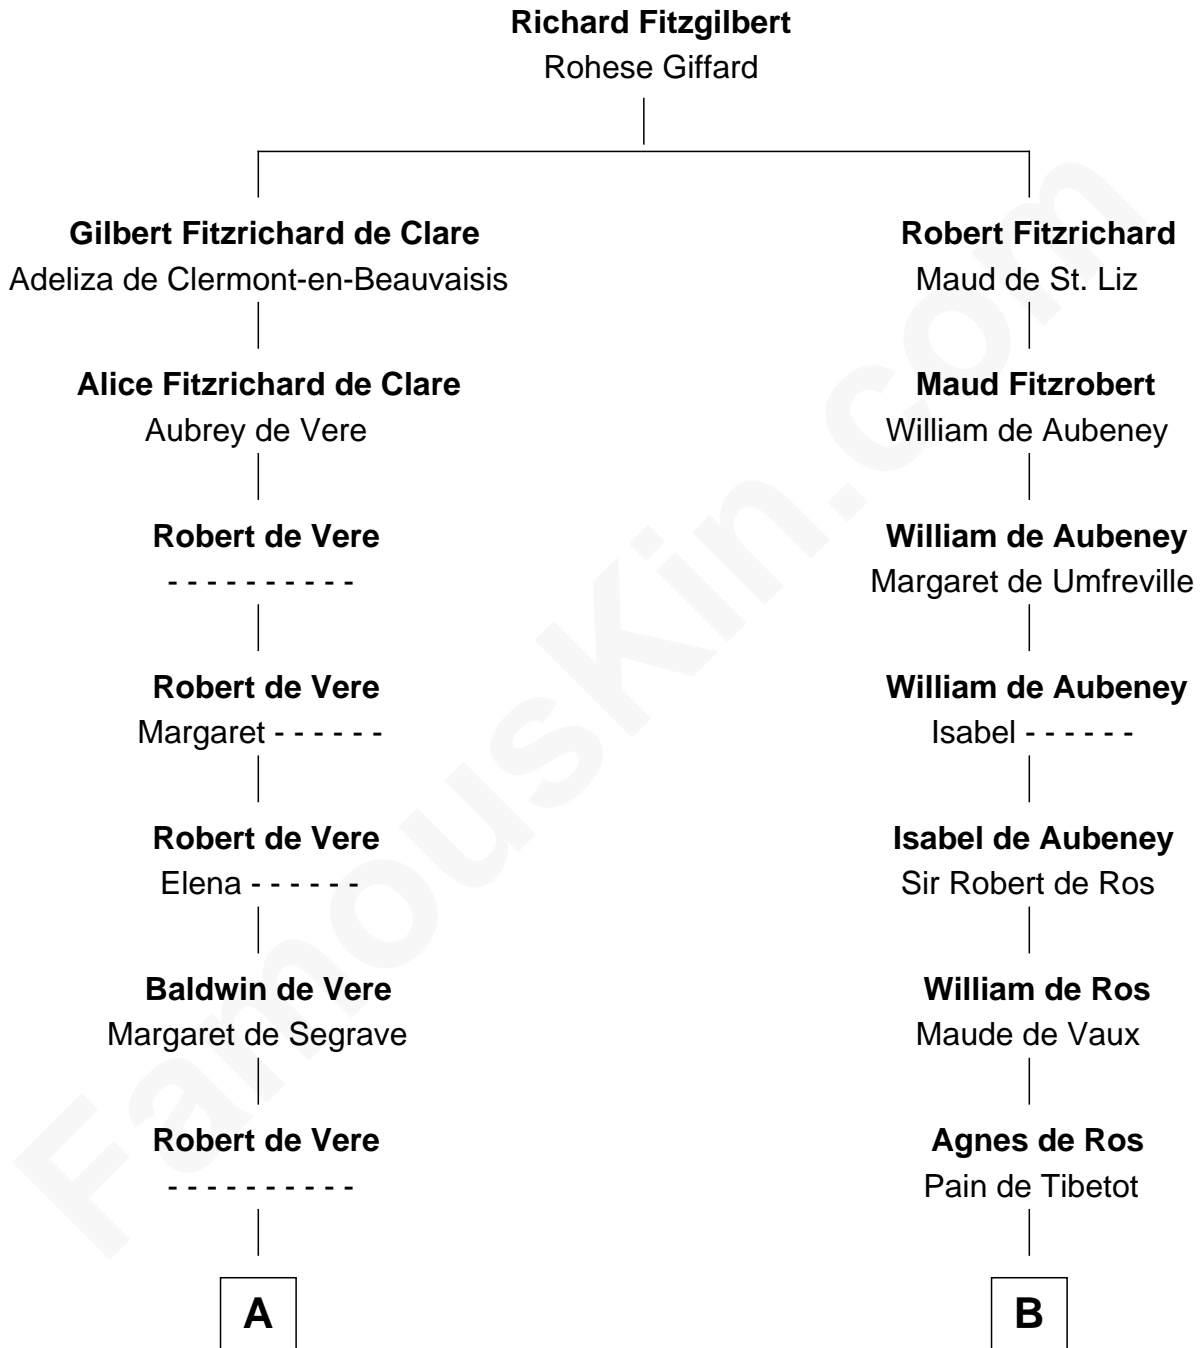 Richard Fitzgilbert
Rohese Giffard
Gilbert Fitzrichard de Clare
Adeliza de Clermont-en-Beauvaisis
Robert Fitzrichard
Maud de St. Liz
Alice Fitzrichard de Clare
Aubrey de Vere
Maud Fitzrobert
William de Aubeney
Robert de Vere
- - - - - - - - - -
William de Aubeney
Margaret de Umfreville
Robert de Vere
Margaret - - - - - -
William de Aubeney
Isabel - - - - - -
Robert de Vere
Elena - - - - - -
Isabel de Aubeney
Sir Robert de Ros
Baldwin de Vere
Margaret de Segrave
William de Ros
Maude de Vaux
Robert de Vere
- - - - - - - - - -
Agnes de Ros
Pain de Tibetot
A
B
FamousKin.com